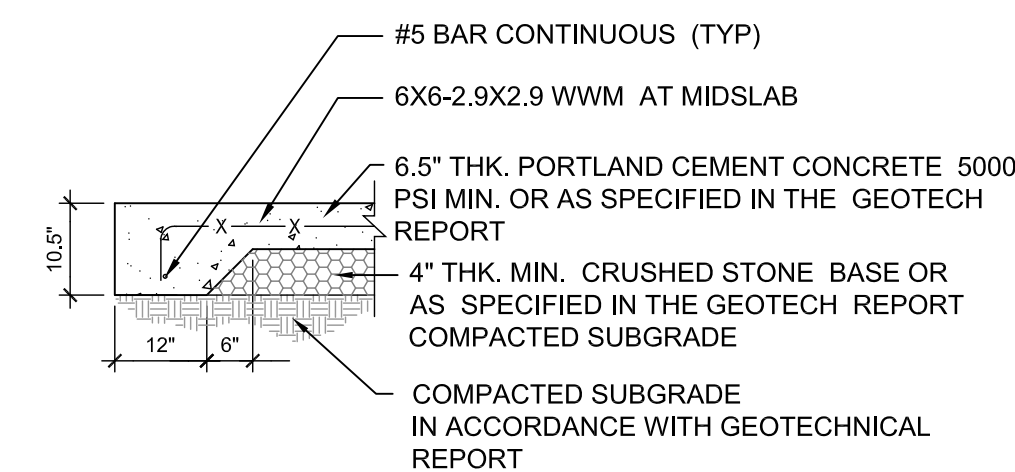 #5 BAR CONTINUOUS (TYP)
6X6-2.9X2.9 WWM AT MIDSLAB
6.5" THK. PORTLAND CEMENT CONCRETE 5000
PSI MIN. OR AS SPECIFIED IN THE GEOTECH
REPORT
4" THK. MIN. CRUSHED STONE BASE OR
AS SPECIFIED IN THE GEOTECH REPORT
COMPACTED SUBGRADE
COMPACTED SUBGRADE
IN ACCORDANCE WITH GEOTECHNICAL
REPORT
10.5"
X X
12" 6"